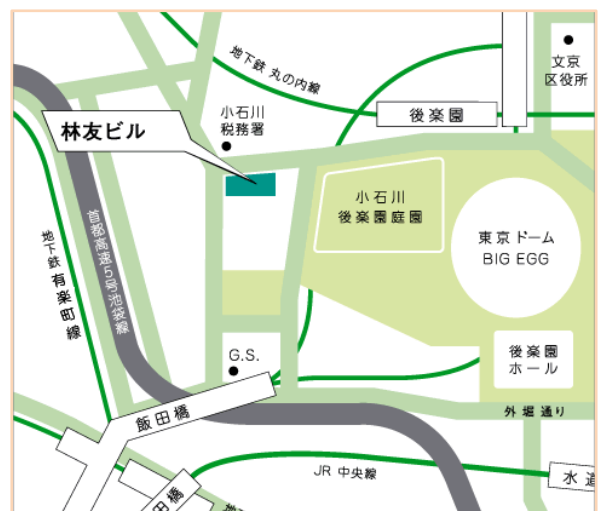 地下鉄 丸の内線
文京
区役所
後楽園
小石川
税務署
林友ビル
小石川
後楽園庭園
東京ドーム
BIG EGG
首都高速5号池袋線
地下鉄 有楽町線
後楽園
ホール
G.S.
飯田橋
外堀通り
JR 中央線
水道
田橋